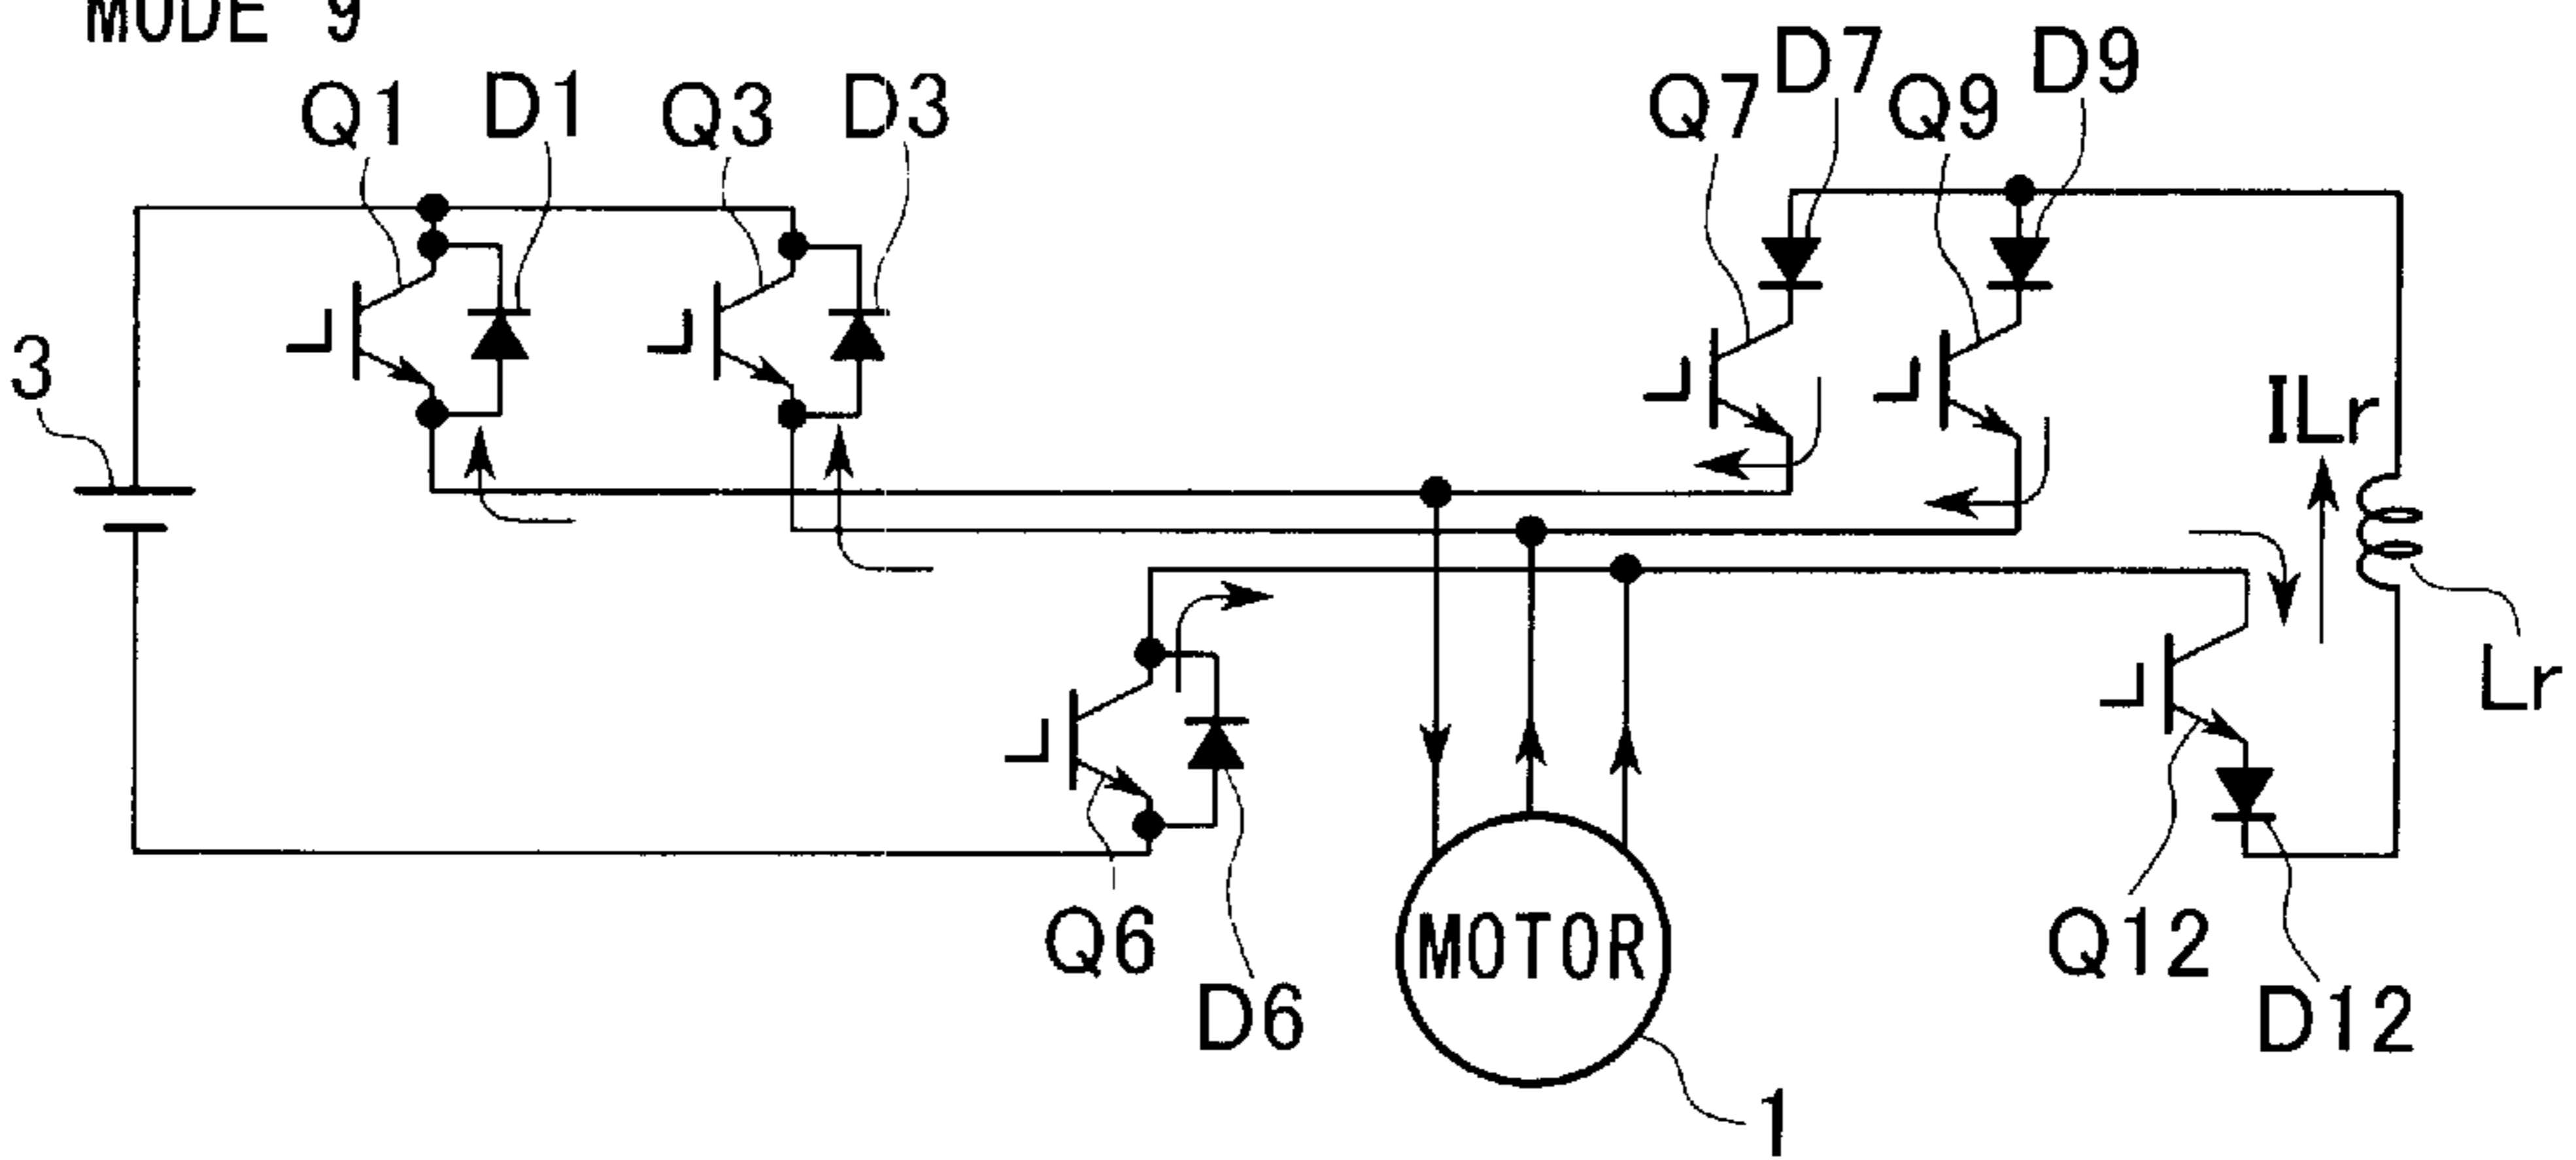 MODE 9
Q1 D1 Q3 D3 Q7 D7 Q9 D9
3
ILr
Lr
Q6
D6
MOTOR
Q12
D12
1